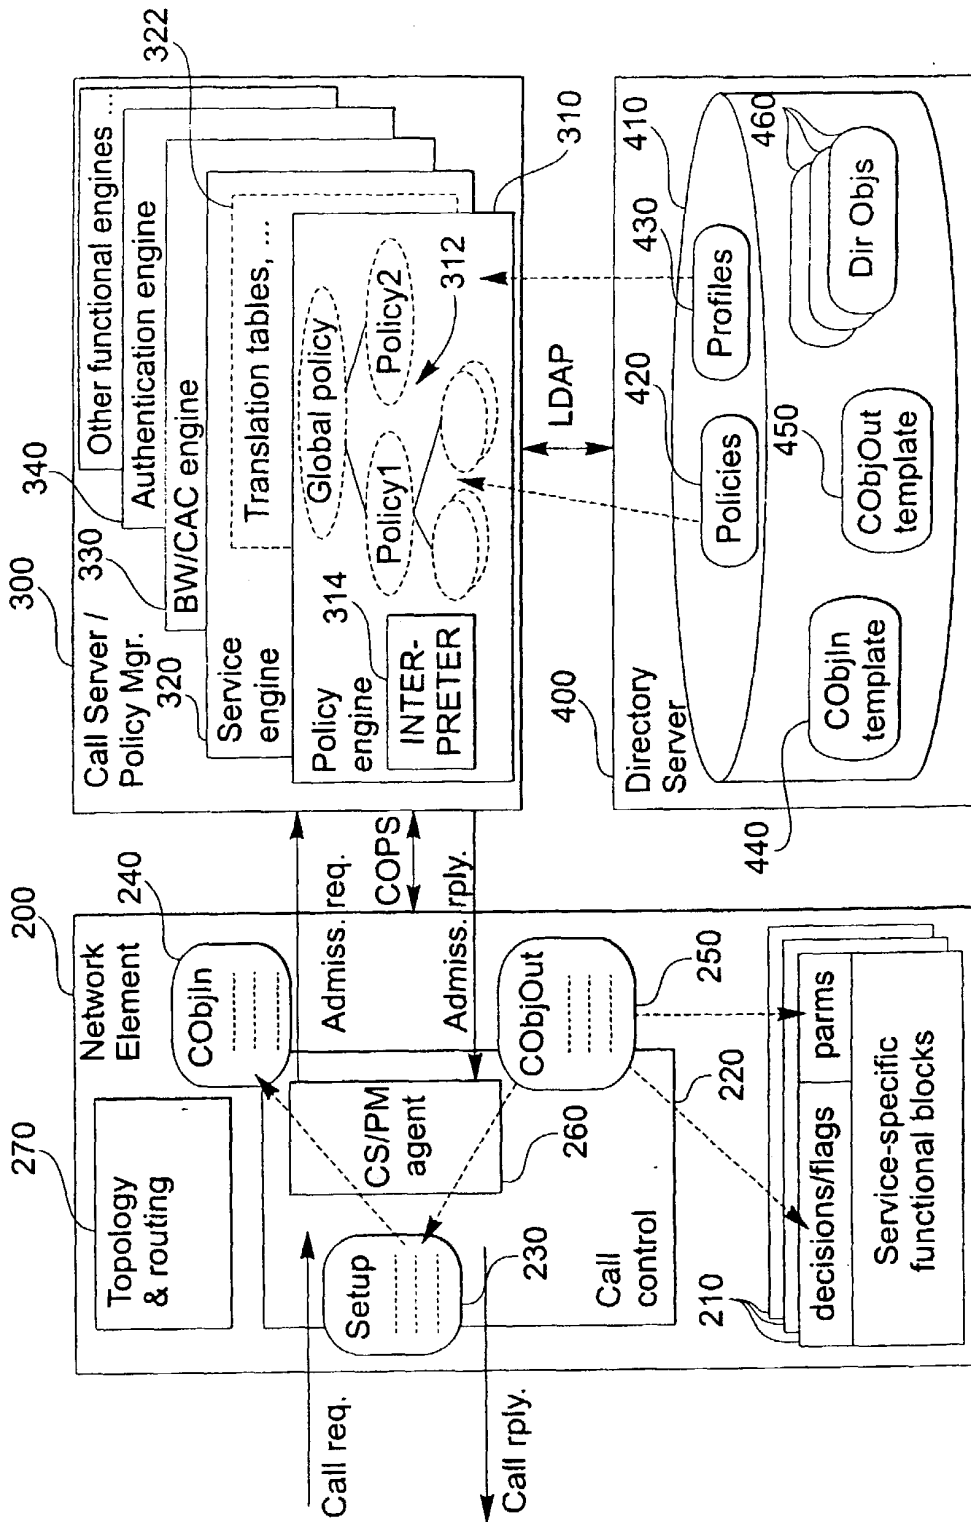 Call req.
Call rply.
200
Network
Element
270
Topology
& routing
240
CObjIn
CS/PM
agent
260
Setup
230
Call
control
220
CObjOut
250
210
decisions/flags
parms
Service-specific
functional blocks
Admiss. req.
COPS
Admiss. rply.
300
Call Server /
Policy Mgr.
320
330
340
Other functional engines ...
Authentication engine
BW/CAC engine
Service
engine
Translation tables, ...
322
Policy
engine
314
INTER-
PRETER
Global policy
Policy1
Policy2
312
310
LDAP
400
Directory
Server
420
Policies
430
Profiles
410
440
CObjIn
template
450
CObjOut
template
460
Dir Objs